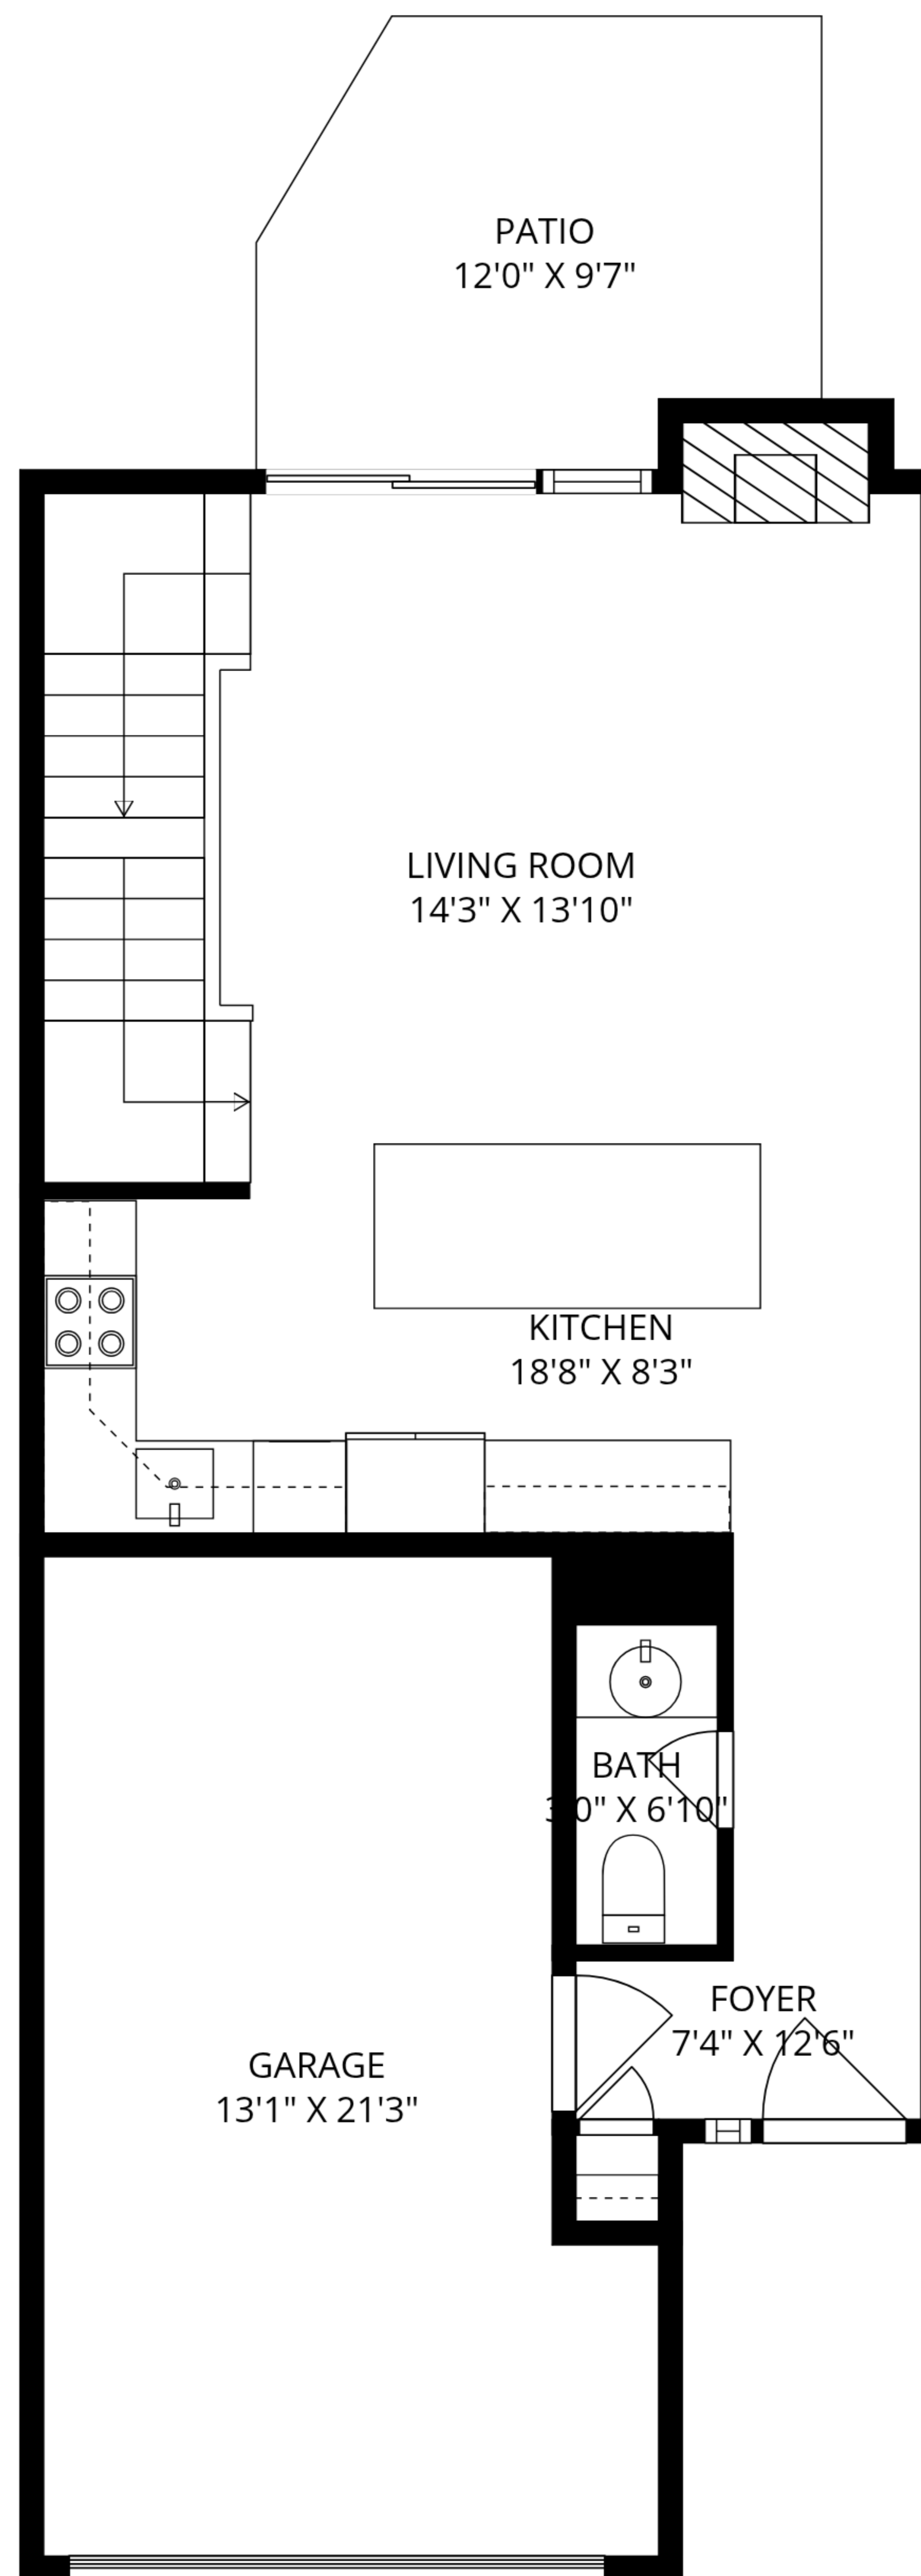 PATIO
12'0" X 9'7"
LIVING ROOM
14'3" X 13'10"
KITCHEN
18'8" X 8'3"
BATH
3'0" X 6'10"
FOYER
7'4" X 12'6"
GARAGE
13'1" X 21'3"